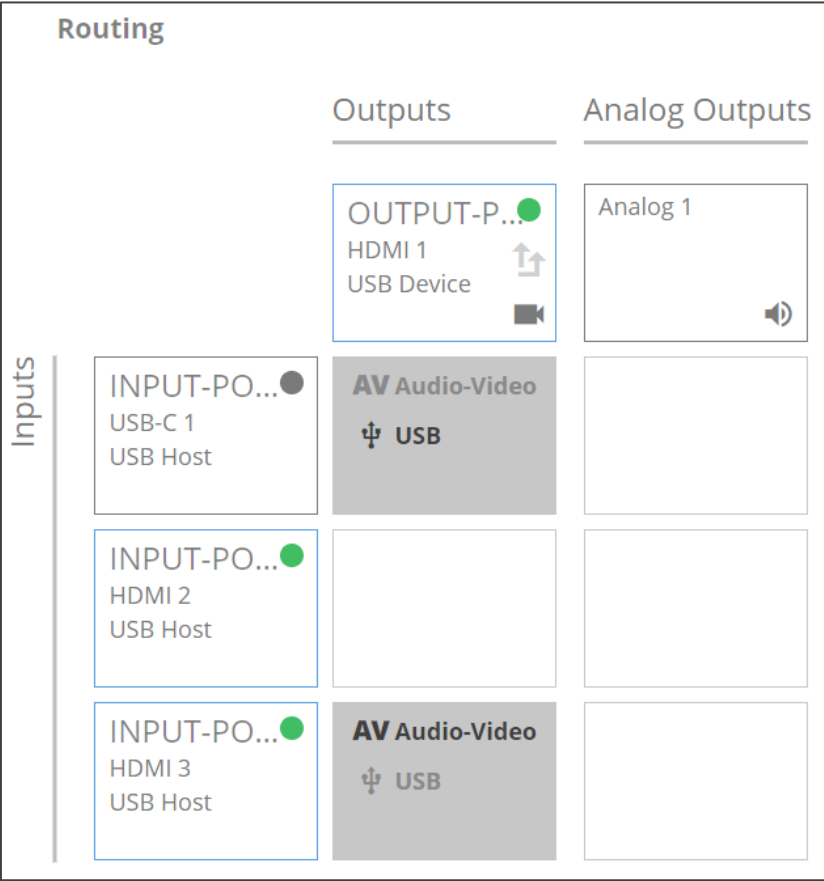 Routing
Outputs
Analog Outputs
OUTPUT-P...
HDMI 1
USB Device
Analog 1
Inputs
INPUT-PO...
USB-C 1
USB Host
AV Audio-Video
USB
INPUT-PO...
HDMI 2
USB Host
INPUT-PO...
HDMI 3
USB Host
AV Audio-Video
USB